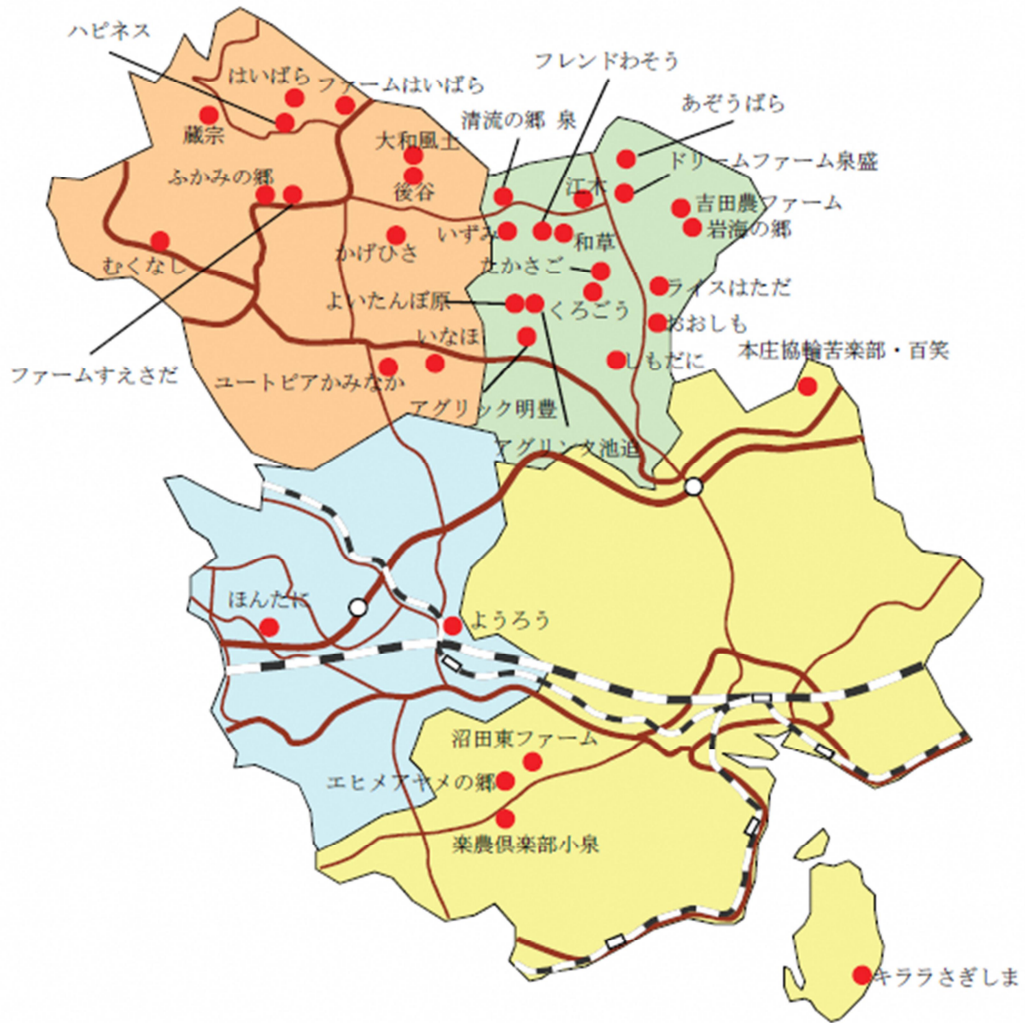 ハピネス
はいばら
ファームはいばら
蔵宗
大和風土
後谷
ふかみの郷
かげひさ
むくなし
ファームすえさだ
ユートピアかみなか
いなほ
フレンドわそう
清流の郷 泉
あぞうばら
ドリームファーム泉盛
江木
吉田農ファーム
岩海の郷
いずみ
和草
たかさご
ライスはただ
よいたんぼ原
くろごう
おおしも
しもだに
本庄協輪苦楽部・百笑
アグリック明豊
アグリンク池迫
ほんたに
ようろう
沼田東ファーム
エヒメアヤメの郷
楽農倶楽部小泉
キララさぎしま